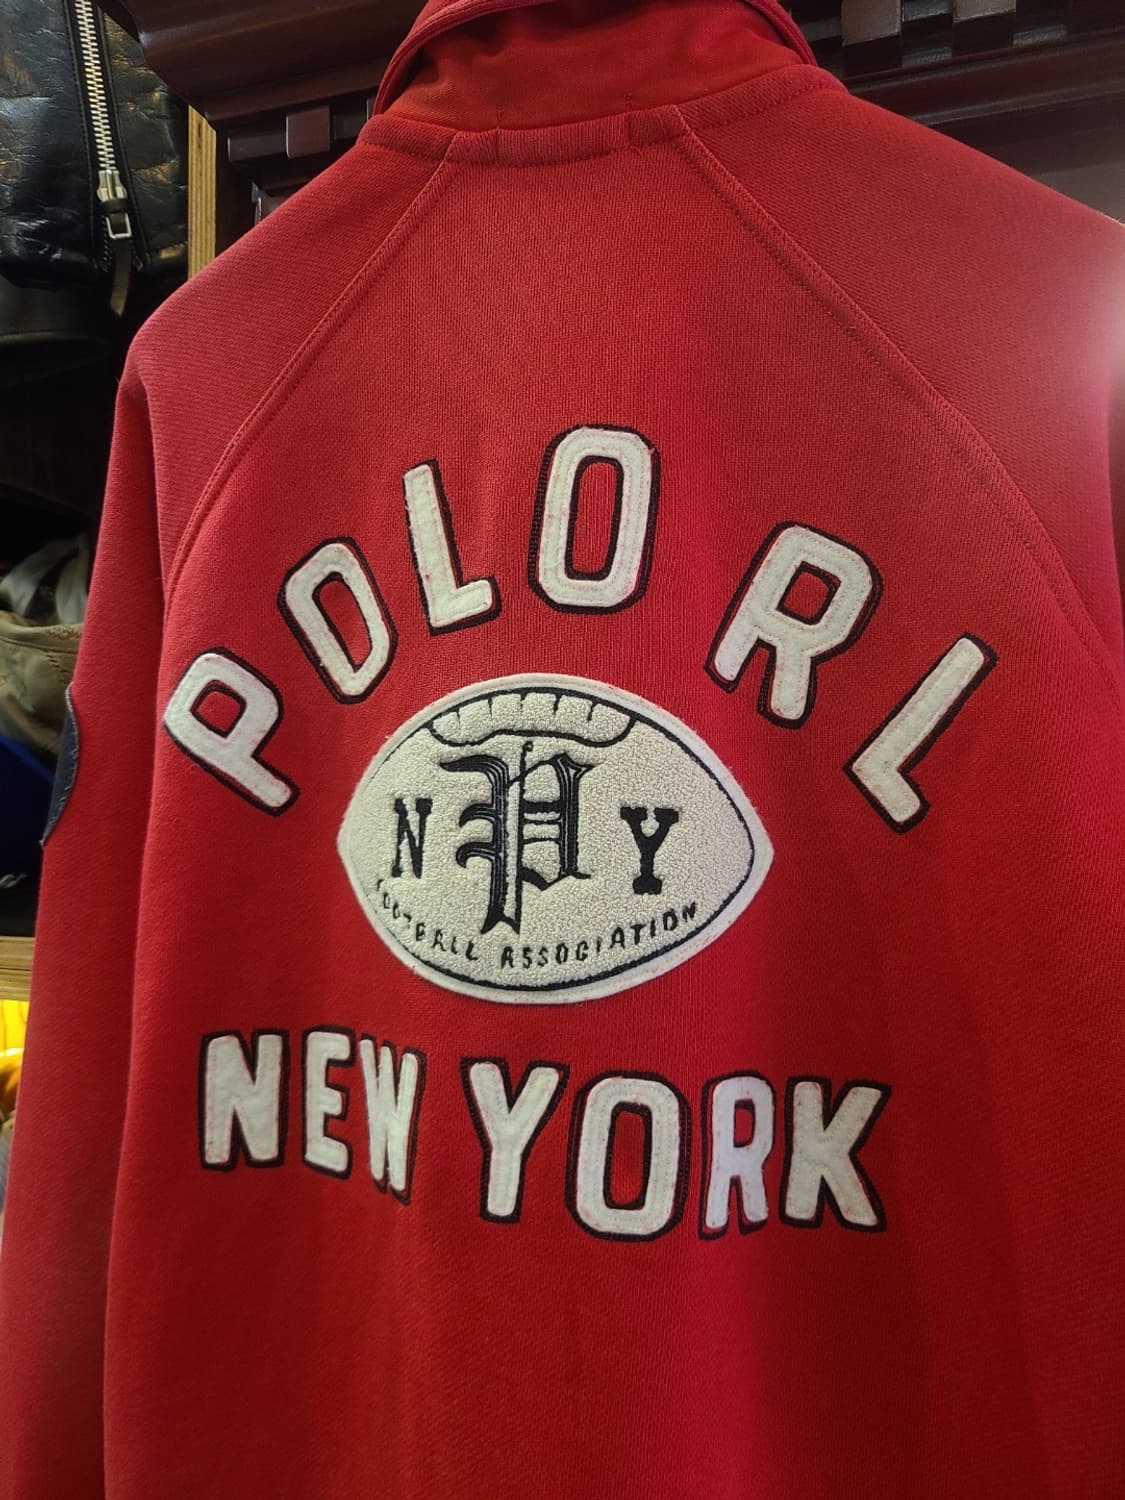 POLO RL
N P Y
FOOTBALL ASSOCIATION
NEW YORK